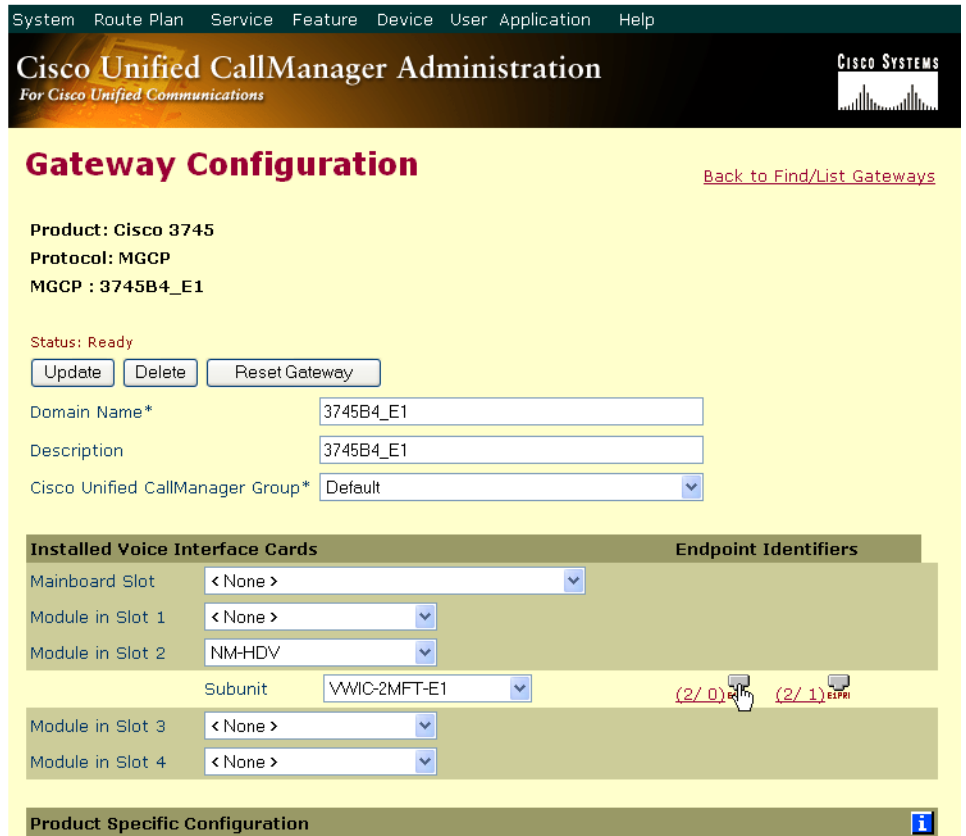 System Route Plan Service Feature Device User Application Help
Cisco Unified CallManager Administration
For Cisco Unified Communications
CISCO SYSTEMS
Gateway Configuration
Back to Find/List Gateways
Product: Cisco 3745
Protocol: MGCP
MGCP : 3745B4_E1
Status: Ready
Update Delete Reset Gateway
Domain Name* 3745B4_E1
Description 3745B4_E1
Cisco Unified CallManager Group* Default
Installed Voice Interface Cards Endpoint Identifiers
Mainboard Slot < None >
Module in Slot 1 < None >
Module in Slot 2 NM-HDV
Subunit VWIC-2MFT-E1 (2/ 0) (2/ 1) E1PRI
Module in Slot 3 < None >
Module in Slot 4 < None >
Product Specific Configuration i